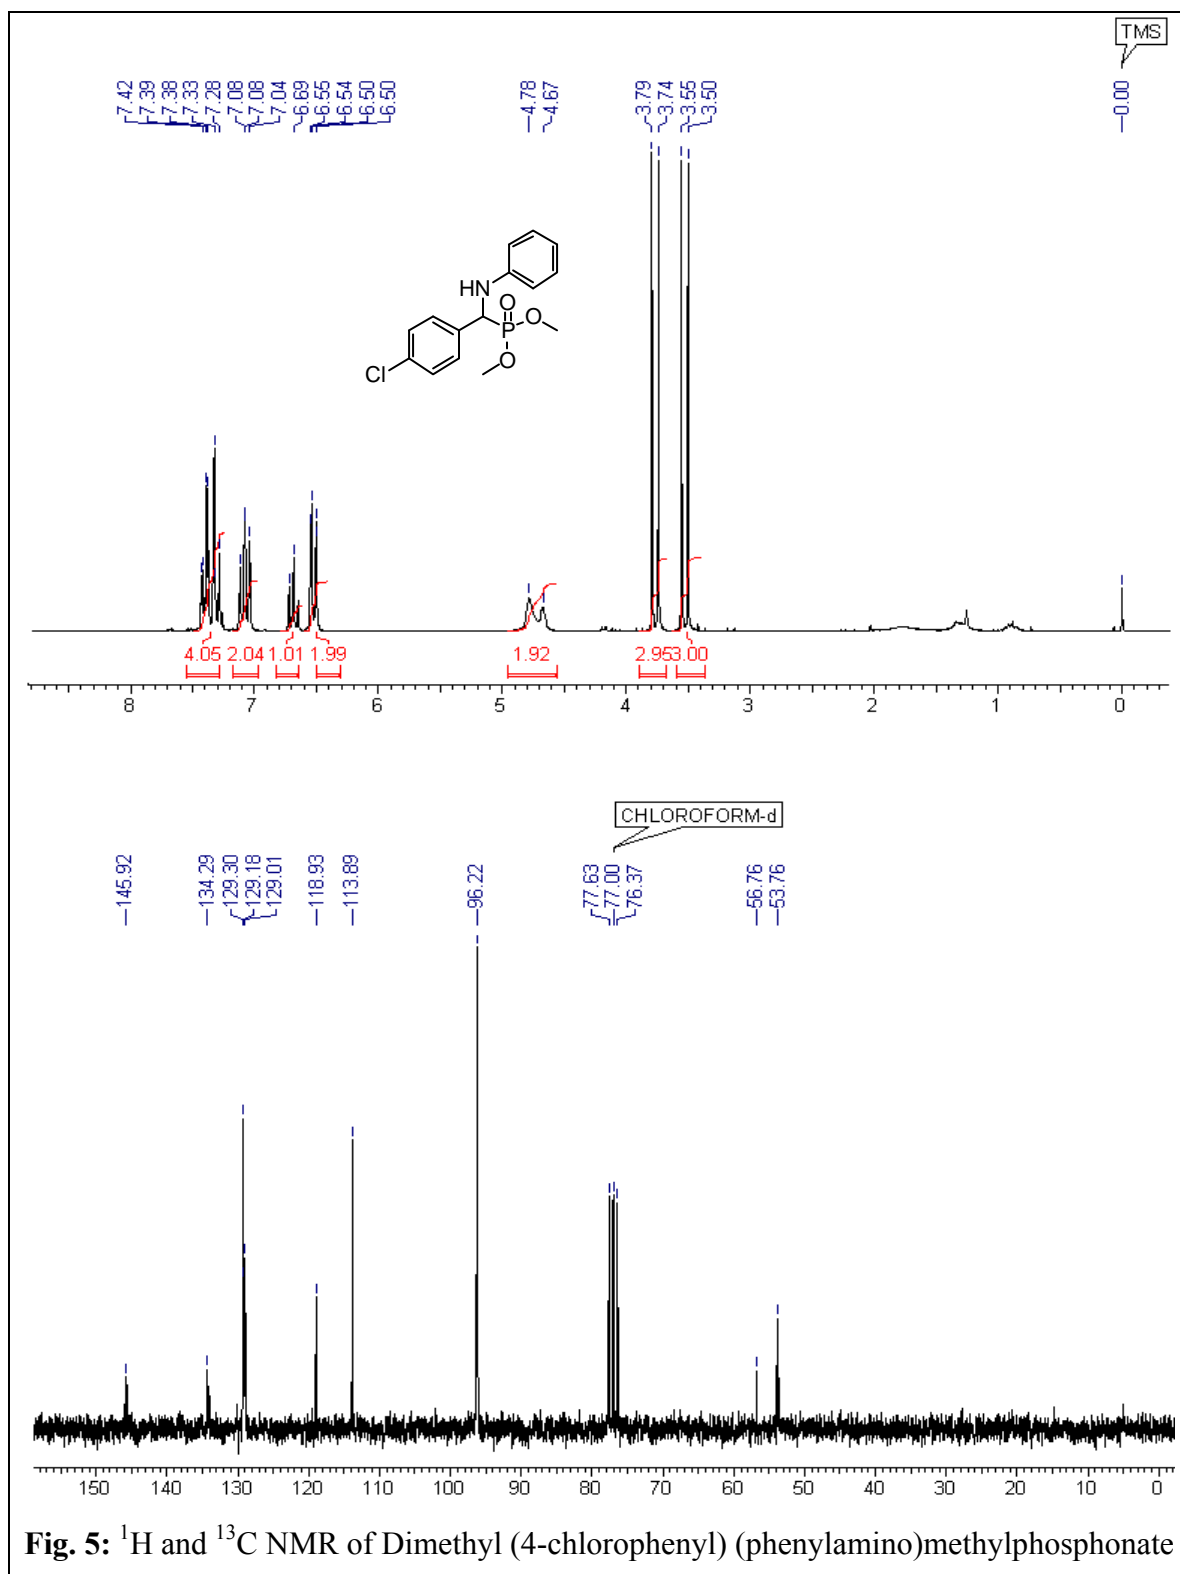 TMS
7.42
7.39
7.38
7.33
7.28
7.08
7.08
7.04
6.69
6.55
6.54
6.50
6.50
4.78
4.67
3.79
3.74
3.55
3.50
0.00
HN
O
P
O
O
Cl
4.05 2.04 1.01 1.99 1.92 2.95 3.00
8 7 6 5 4 3 2 1 0
CHLOROFORM-d
145.92
134.29
129.30
129.18
129.01
118.93
113.89
96.22
77.63
77.00
76.37
56.76
53.76
150 140 130 120 110 100 90 80 70 60 50 40 30 20 10 0
Fig. 5: ¹H and ¹³C NMR of Dimethyl (4-chlorophenyl) (phenylamino)methylphosphonate